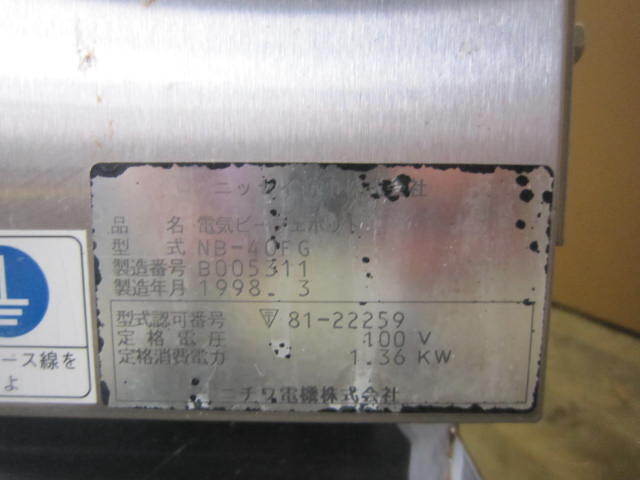 品 名 電気ビ
型 式 NB-40FG
製造番号 B005311
製造年月 1998. 3
型式認可番号 81-22259
定格電圧 100 V
定格消費電力 1.36 KW
ニチワ電機株式会社
ース線を
よ